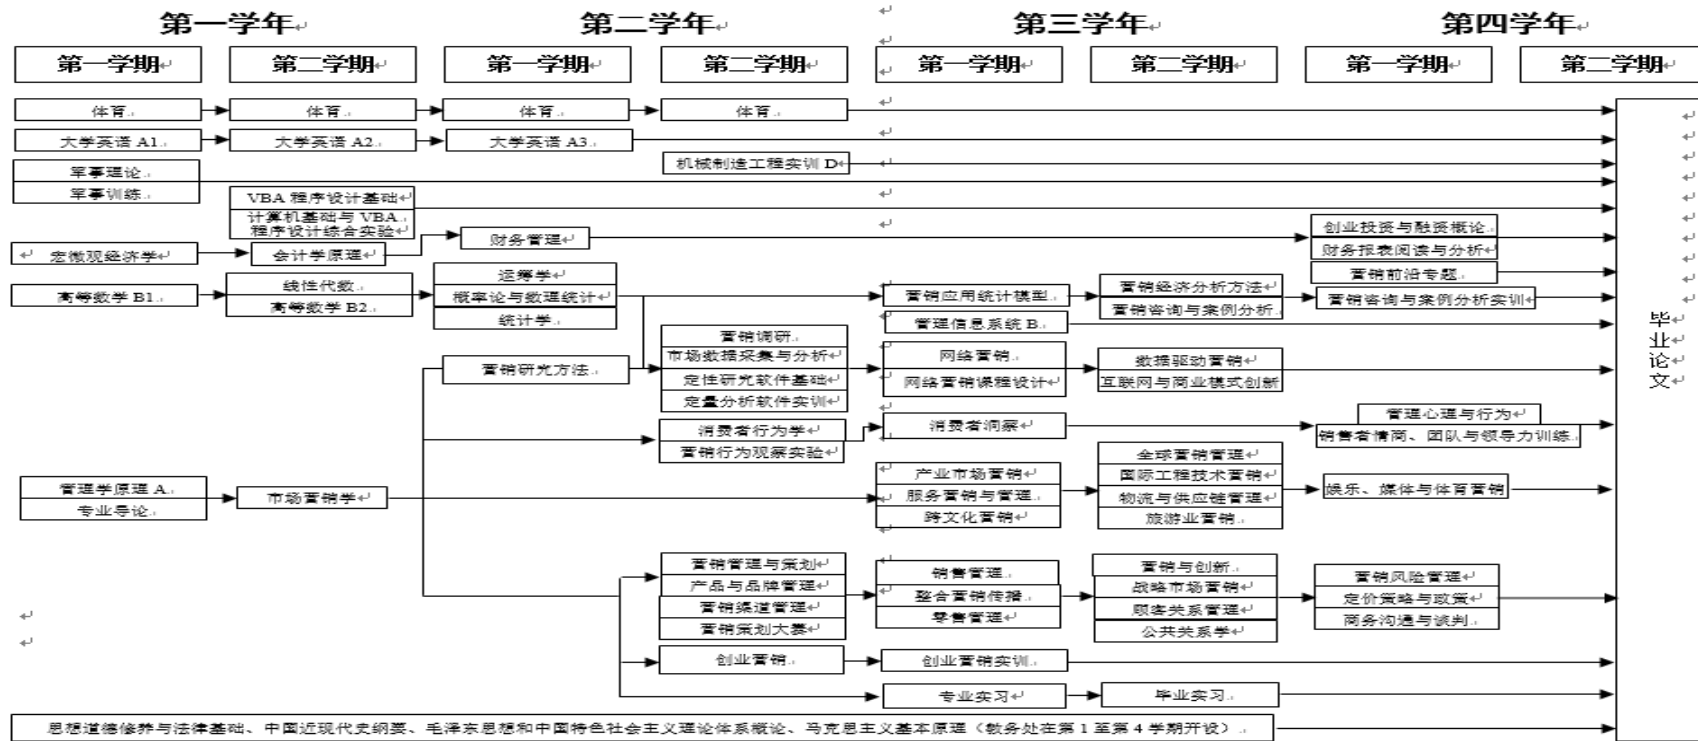 第一学年
第二学年
第三学年
第四学年
第一学期
第二学期
第一学期
第二学期
第一学期
第二学期
第一学期
第二学期
体育
体育
体育
体育
大学英语 A1
大学英语 A2
大学英语 A3
机械制造工程实训 D
军事理论
军事训练
VBA 程序设计基础
计算机基础与 VBA
程序设计综合实验
宏微观经济学
会计学原理
财务管理
创业投资与融资概论
财务报表阅读与分析
营销前沿专题
高等数学 B1
线性代数
高等数学 B2
运筹学
概率论与数理统计
统计学
营销应用统计模型
营销经济分析方法
营销咨询与案例分析
营销咨询与案例分析实训
管理信息系统 B
营销研究方法
营销调研
市场数据采集与分析
定性研究软件基础
定量分析软件实训
网络营销
网络营销课程设计
数据驱动营销
互联网与商业模式创新
消费者行为学
营销行为观察实验
消费者洞察
管理心理与行为
销售者情商、团队与领导力训练
管理学原理 A
专业导论
市场营销学
产业市场营销
服务营销与管理
跨文化营销
全球营销管理
国际工程技术营销
物流与供应链管理
旅游业营销
娱乐、媒体与体育营销
营销管理与策划
产品与品牌管理
营销渠道管理
营销策划大赛
销售管理
整合营销传播
零售管理
营销与创新
战略市场营销
顾客关系管理
公共关系学
营销风险管理
定价策略与政策
商务沟通与谈判
创业营销
创业营销实训
专业实习
毕业实习
思想道德修养与法律基础、中国近现代史纲要、毛泽东思想和中国特色社会主义理论体系概论、马克思主义基本原理（教务处在第 1 至第 4 学期开设）
毕
业
论
文